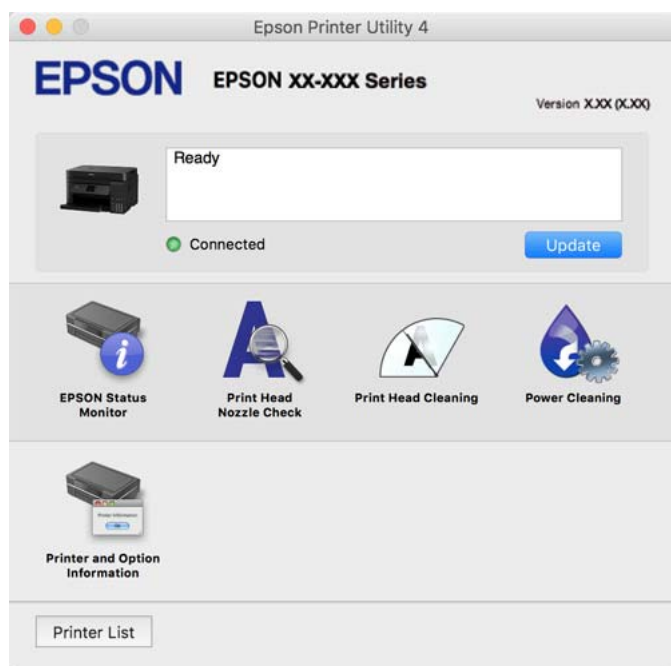 Epson Printer Utility 4
EPSON
EPSON XX-XXX Series
Version X.XX (X.XX)
Ready
Connected
Update
EPSON Status
Monitor
Print Head
Nozzle Check
Print Head Cleaning
Power Cleaning
Printer and Option
Information
Printer List